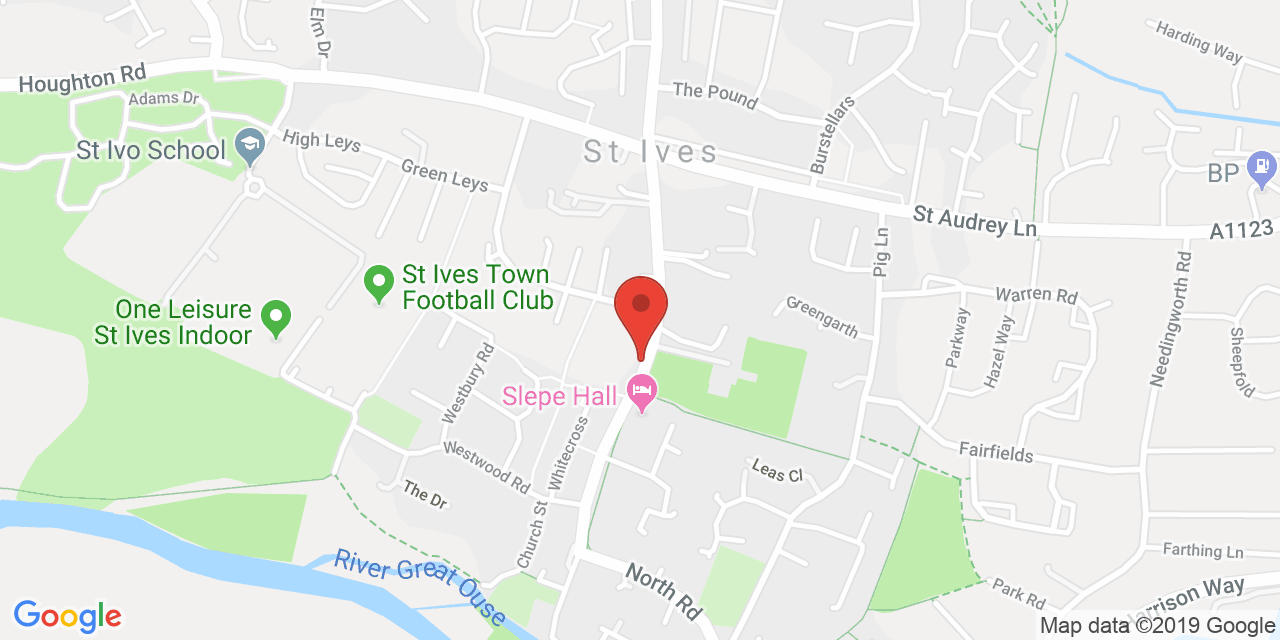 Elm Dr
Harding Way
Houghton Rd
Adams Dr
The Pound
Burstellars
High Leys
St Ivo School
St Ives
BP
Green Leys
St Audrey Ln
A1123
Pig Ln
St Ives Town
Football Club
Warren Rd
Greengarth
One Leisure
St Ives Indoor
Parkway
Hazel Way
Needingworth Rd
Sheepfold
Westbury Rd
Slepe Hall
Whitecross
Fairfields
Westwood Rd
Leas Cl
The Dr
Church St
Farthing Ln
River Great Ouse
North Rd
Park Rd
Google
Map data ©2019 Google